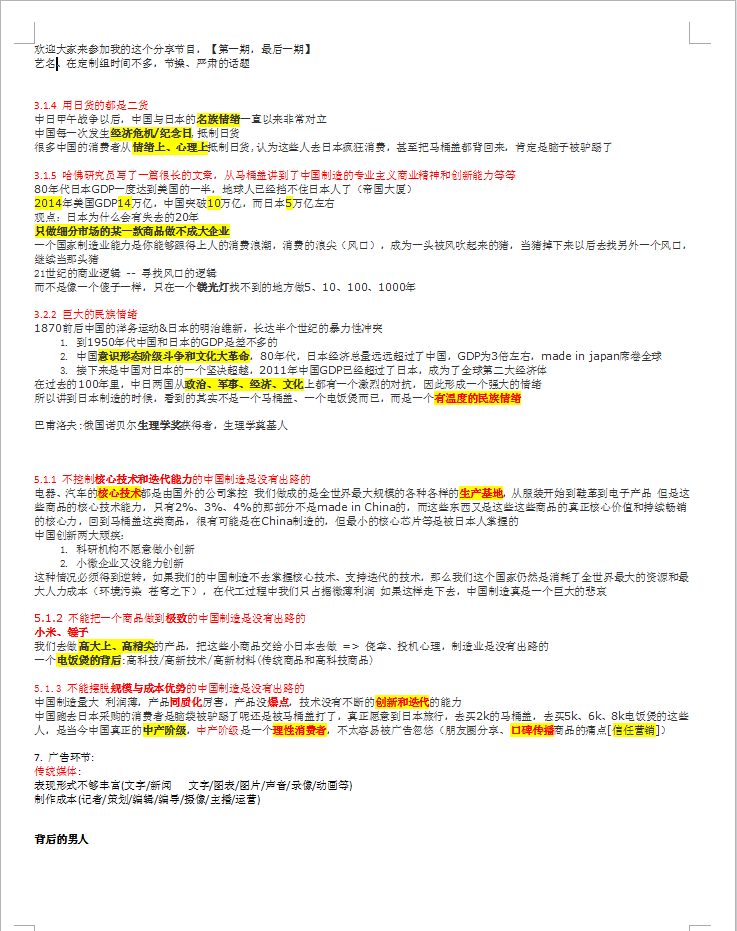 欢迎大家来参加我的这个分享节目，【第一期，最后一期】
艺名，在定制组时间不多，节操、严肃的话题
3.1.4 用日货的都是二货
中日甲午战争以后，中国与日本的名族情绪一直以来非常对立
中国每一次发生经济危机/纪念日，抵制日货
很多中国的消费者从情绪上、心理上抵制日货，认为这些人去日本疯狂消费，甚至把马桶盖都背回来，肯定是脑子被驴踢了
3.1.5 哈佛研究员写了一篇很长的文章，从马桶盖讲到了中国制造的专业主义商业精神和创新能力等等
80年代日本GDP一度达到美国的一半，地球人已经挡不住日本人了（帝国大厦）
2014年美国GDP14万亿，中国突破10万亿，而日本5万亿左右
观点：日本为什么会有失去的20年
只做细分市场的某一款商品做不成大企业
一个国家制造业能力是你能够跟得上人的消费浪潮，消费的浪尖（风口），成为一头被风吹起来的猪，当猪掉下来以后去找另外一个风口，
继续当那头猪
21世纪的商业逻辑 -- 寻找风口的逻辑
而不是像一个傻子一样，只在一个镁光灯找不到的地方做5、10、100、1000年
3.2.2 巨大的民族情绪
1870前后中国的洋务运动&日本的明治维新，长达半个世纪的暴力性冲突
1. 到1950年代中国和日本的GDP是差不多的
2. 中国意识形态阶级斗争和文化大革命，80年代，日本经济总量远远超过了中国，GDP为3倍左右，made in japan席卷全球
3. 接下来是中国对日本的一个坚决超越，2011年中国GDP已经超过了日本，成为了全球第二大经济体
在过去的100年里，中日两国从政治、军事、经济、文化上都有一个激烈的对抗，因此形成一个强大的情绪
所以讲到日本制造的时候，看到的其实不是一个马桶盖、一个电饭煲而已，而是一个有温度的民族情绪
巴甫洛夫:俄国诺贝尔生理学奖获得者，生理学奠基人
5.1.1 不控制核心技术和迭代能力的中国制造是没有出路的
电器、汽车的核心技术都是由国外的公司掌控 我们做成的是全世界最大规模的各种各样的生产基地，从服装开始到鞋革到电子产品 但是这
些商品的核心技术能力，只有2%、3%、4%的那部分不是made in China的，而这些东西又是这些这些商品的真正核心价值和持续畅销
的核心力，回到马桶盖这类商品，很有可能是在China制造的，但最小的核心芯片等是被日本人掌握的
中国创新两大顽疾：
1. 科研机构不愿意做小创新
2. 小微企业又没能力创新
这种情况必须得到逆转，如果我们的中国制造不去掌握核心技术、支持迭代的技术，那么我们这个国家仍然是消耗了全世界最大的资源和最
大人力成本（环境污染 苍穹之下），在代工过程中我们只占据微薄利润 如果这样走下去，中国制造真是一个巨大的悲哀
5.1.2 不能把一个商品做到极致的中国制造是没有出路的
小米、锤子
我们去做高大上、高精尖的产品，把这些小商品交给小日本去做 => 侥幸、投机心理，制造业是没有出路的
一个电饭煲的背后:高科技/高新技术/高新材料(传统商品和高科技商品)
5.1.3 不能摆脱规模与成本优势的中国制造是没有出路的
中国制造量大 利润薄，产品同质化厉害，产品没爆点，技术没有不断的创新和迭代的能力
中国跑去日本采购的消费者是脑袋被驴踢了呢还是被马桶盖打了，真正愿意到日本旅行，去买2k的马桶盖，去买5k、6k、8k电饭煲的这些
人，是当今中国真正的中产阶级，中产阶级是一个理性消费者，不太容易被广告忽悠（朋友圈分享、口碑传播商品的痛点[信任营销]）
7. 广告环节:
传统媒体:
表现形式不够丰富(文字/新闻 文字/图表/图片/声音/录像/动画等)
制作成本(记者/策划/编辑/编导/摄像/主播/运营)
背后的男人